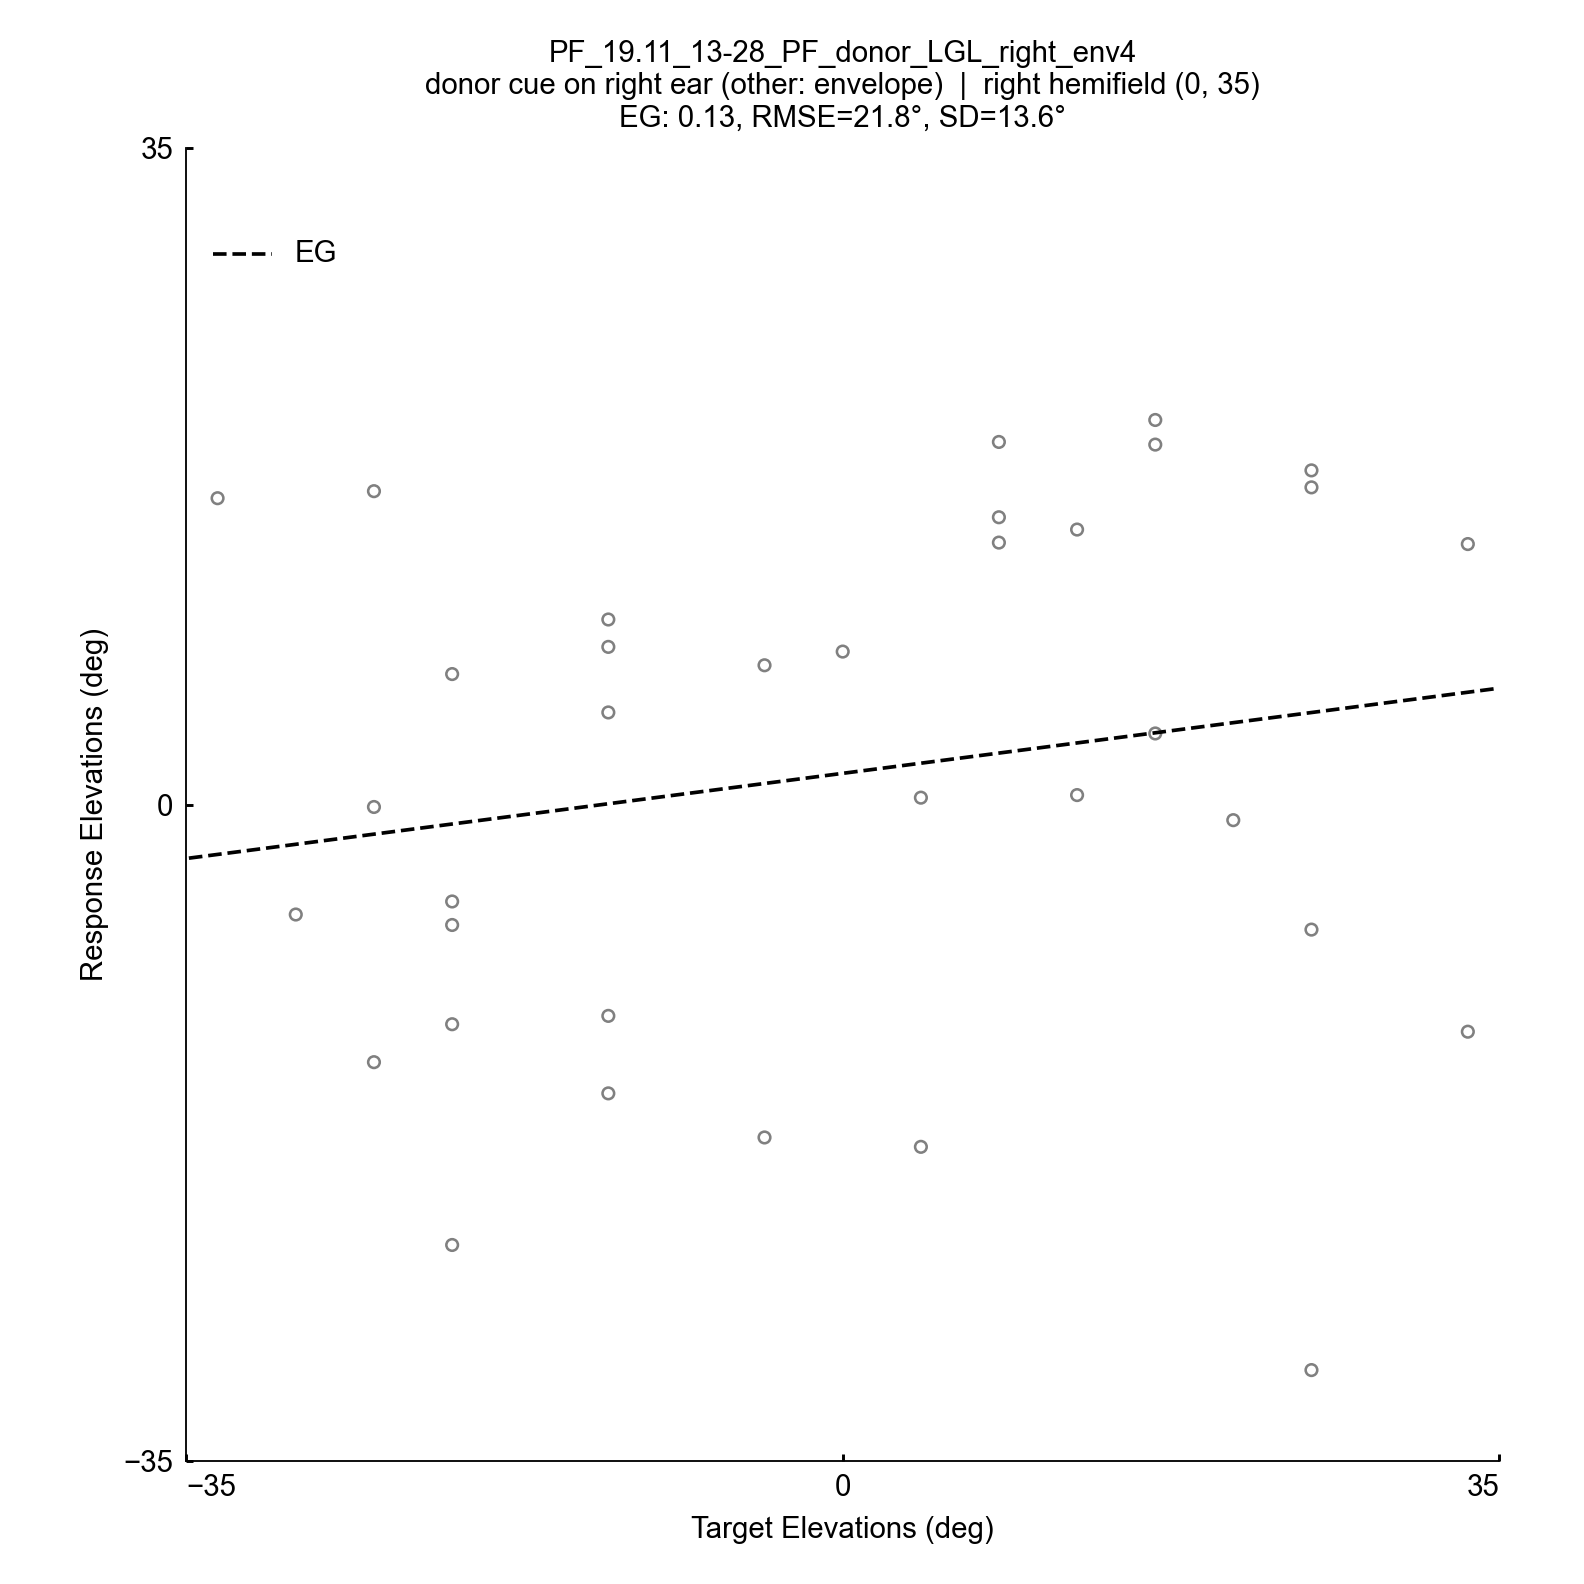 PF_19.11_13-28_PF_donor_LGL_right_env4
donor cue on right ear (other: envelope)  |  right hemifield (0, 35)
EG: 0.13, RMSE=21.8°, SD=13.6°
35
EG
Response Elevations (deg)
0
−35
−35
0
35
Target Elevations (deg)